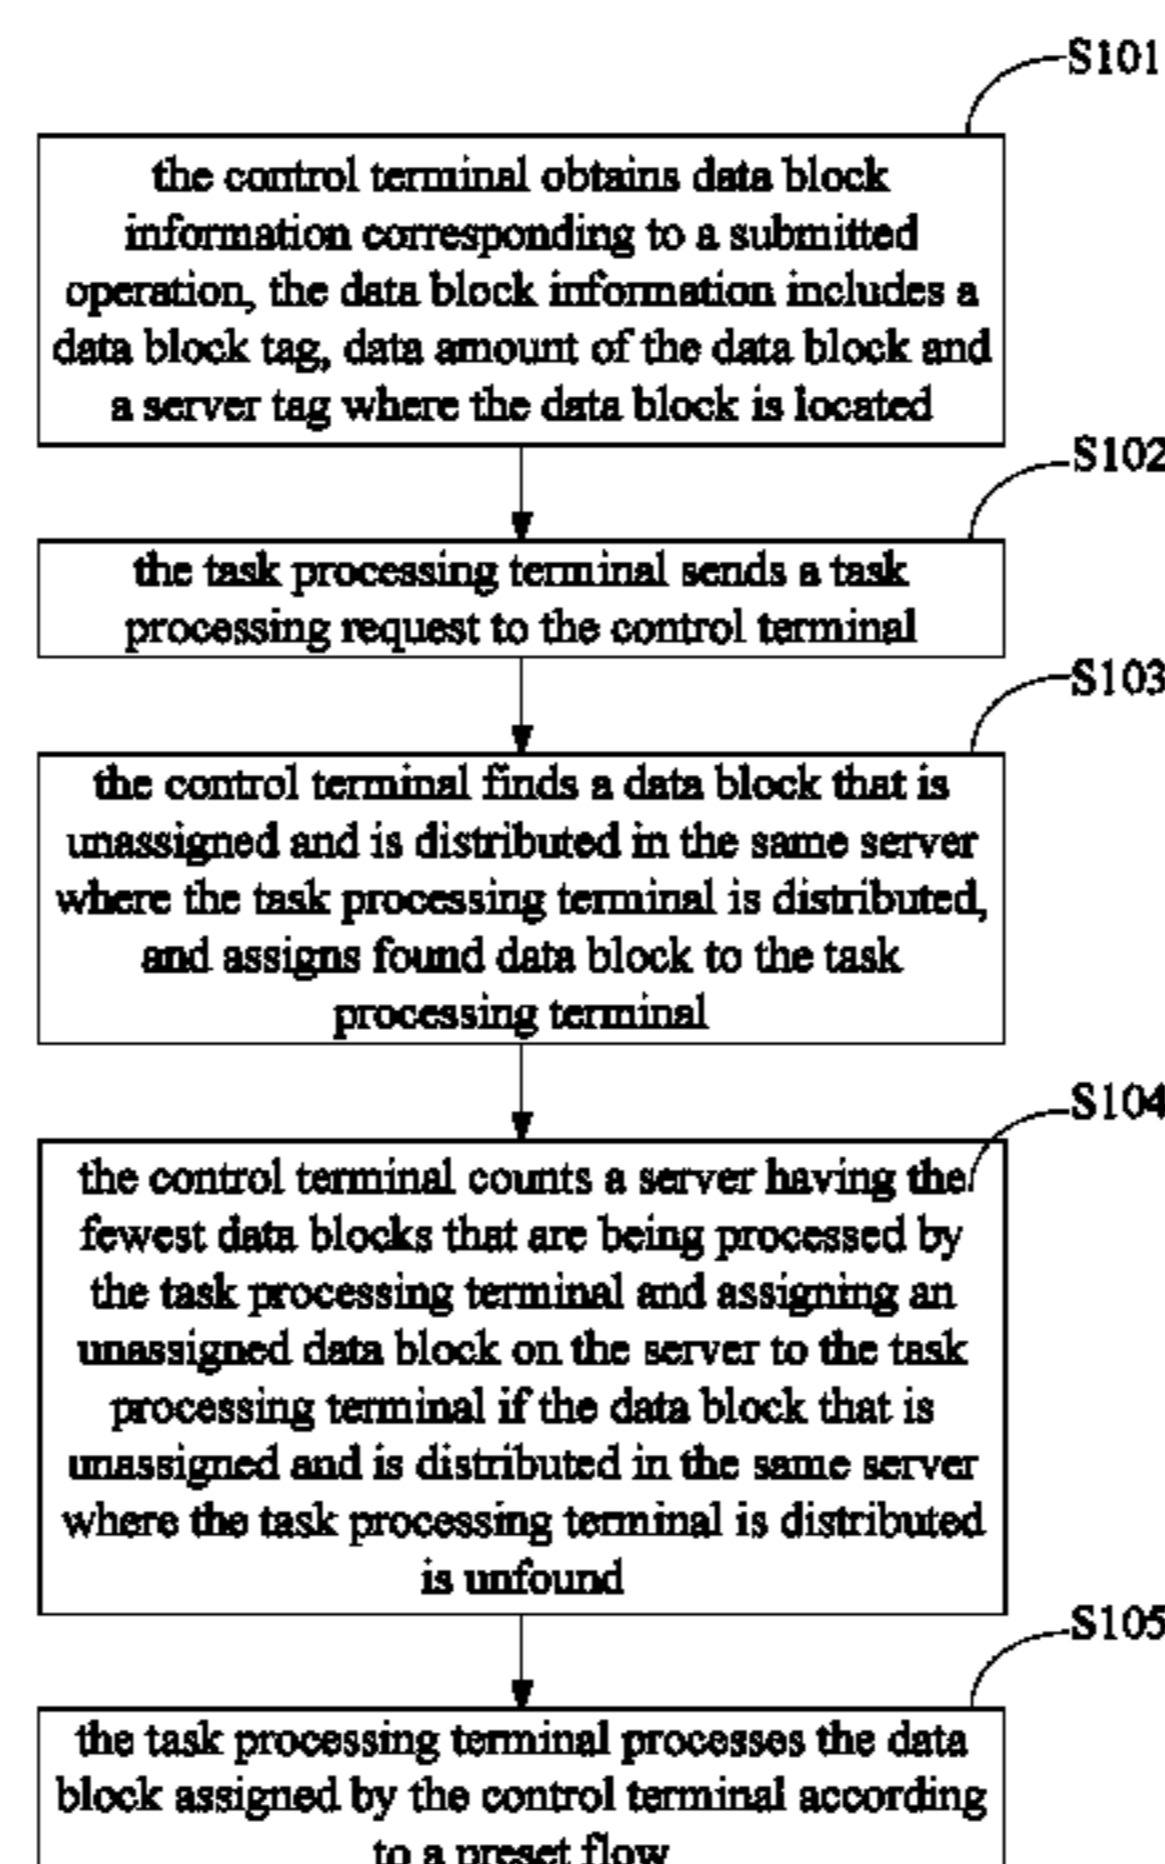 S101
the control terminal obtains data block
information corresponding to a submitted
operation, the data block information includes a
data block tag, data amount of the data block and
a server tag where the data block is located
S102
the task processing terminal sends a task
processing request to the control terminal
S103
the control terminal finds a data block that is
unassigned and is distributed in the same server
where the task processing terminal is distributed,
and assigns found data block to the task
processing terminal
S104
the control terminal counts a server having the
fewest data blocks that are being processed by
the task processing terminal and assigning an
unassigned data block on the server to the task
processing terminal if the data block that is
unassigned and is distributed in the same server
where the task processing terminal is distributed
is unfound
S105
the task processing terminal processes the data
block assigned by the control terminal according
to a preset flow